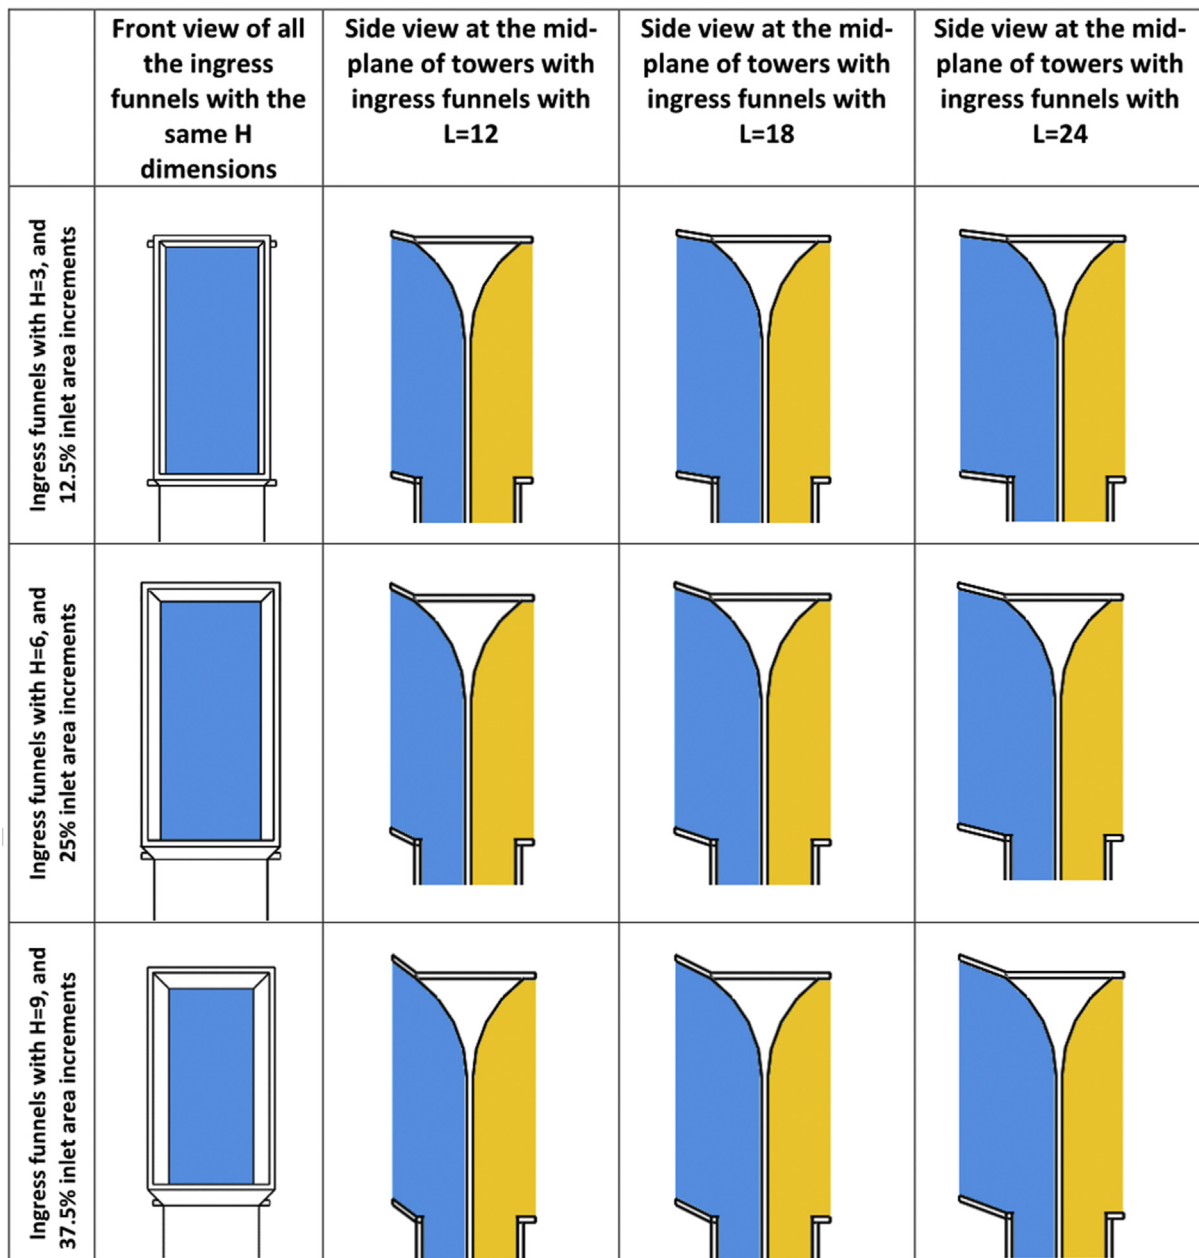 Front view of all
the ingress
funnels with the
same H
dimensions
Side view at the mid-
plane of towers with
ingress funnels with
L=12
Side view at the mid-
plane of towers with
ingress funnels with
L=18
Side view at the mid-
plane of towers with
ingress funnels with
L=24
Ingress funnels with H=3, and
12.5% inlet area increments
Ingress funnels with H=6, and
25% inlet area increments
Ingress funnels with H=9, and
37.5% inlet area increments